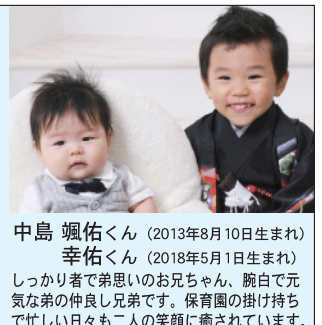 中島 颯佑くん（2013年8月10日生まれ）
幸佑くん（2018年5月1日生まれ）
しっかり者で弟思いのお兄ちゃん、腕白で元
気な弟の仲良し兄弟です。保育園の掛け持ち
で忙しい日々も二人の笑顔に癒されています。